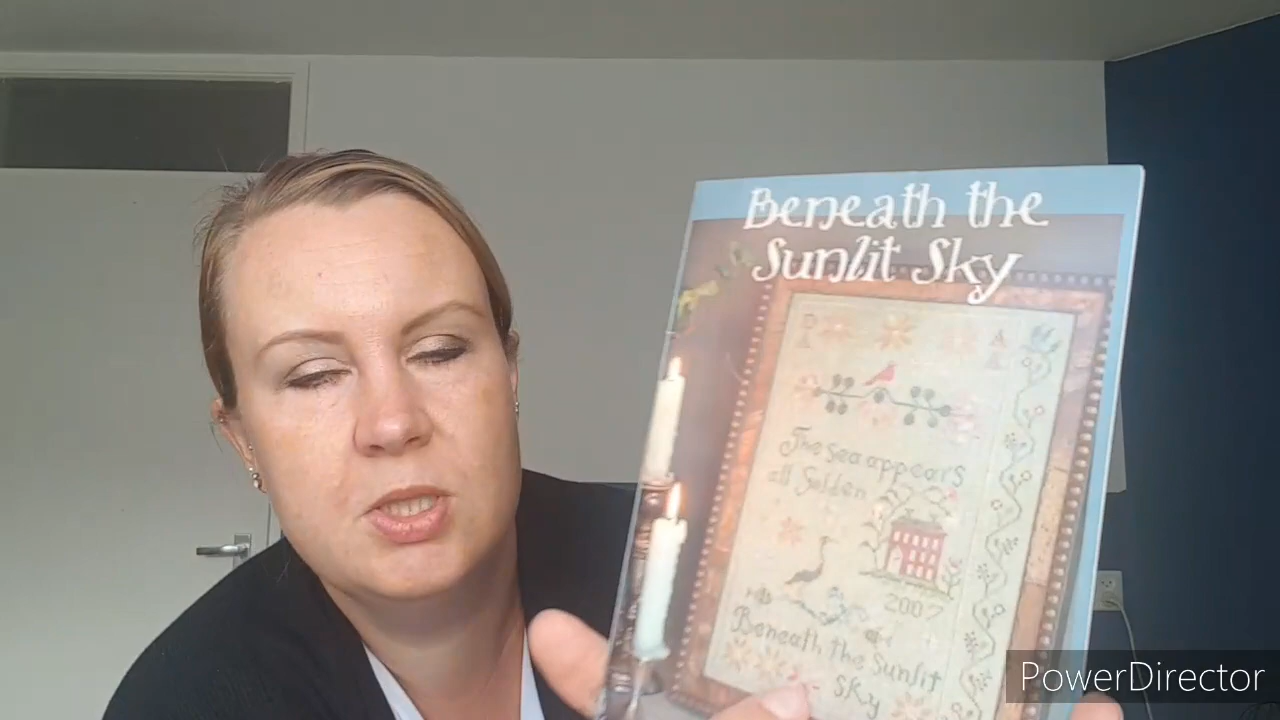 Beneath the
Sunlit Sky
The sea appears
all Golden
2007
Beneath the Sunlit
Sky
PowerDirector